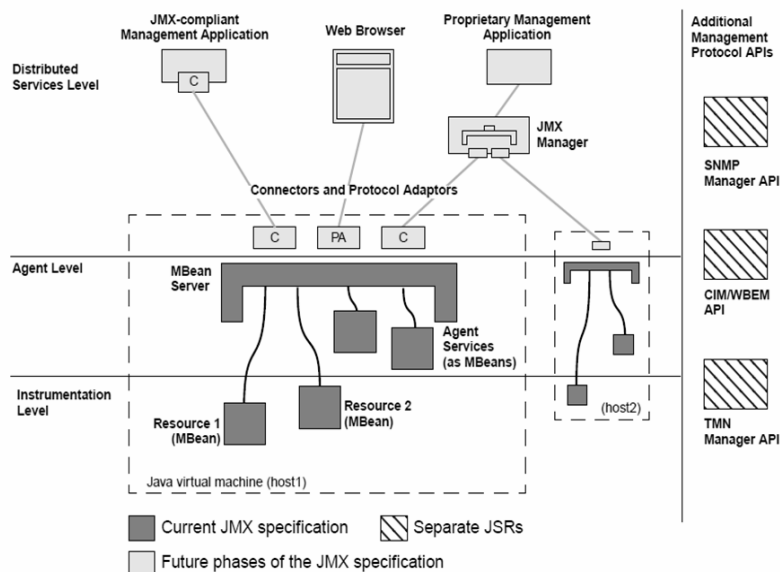 JMX-compliant
Management Application
Web Browser
Proprietary Management
Application
Additional
Management
Protocol APIs
Distributed
Services Level
C
JMX
Manager
SNMP
Manager API
Connectors and Protocol Adaptors
C
PA
C
Agent Level
MBean
Server
CIM/WBEM
API
Agent
Services
(as MBeans)
Instrumentation
Level
Resource 1
(MBean)
Resource 2
(MBean)
(host2)
TMN
Manager API
Java virtual machine (host1)
Current JMX specification
Separate JSRs
Future phases of the JMX specification